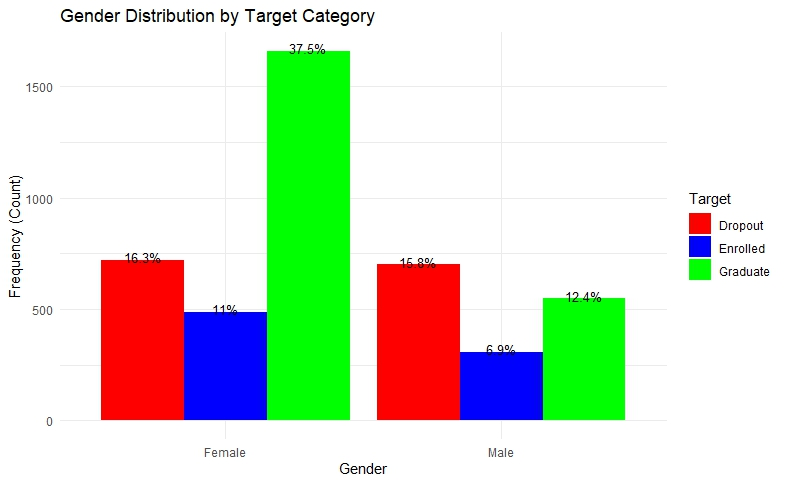 Gender Distribution by Target Category
Frequency (Count)
1500
1000
500
0
37.5%
16.3%
11%
15.8%
6.9%
12.4%
Female
Male
Gender
Target
Dropout
Enrolled
Graduate